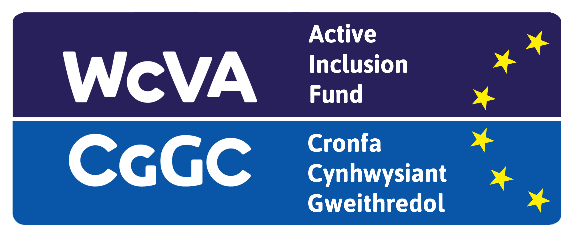 WCVA
Active
Inclusion
Fund
CGGC
Cronfa
Cynhwysiant
Gweithredol